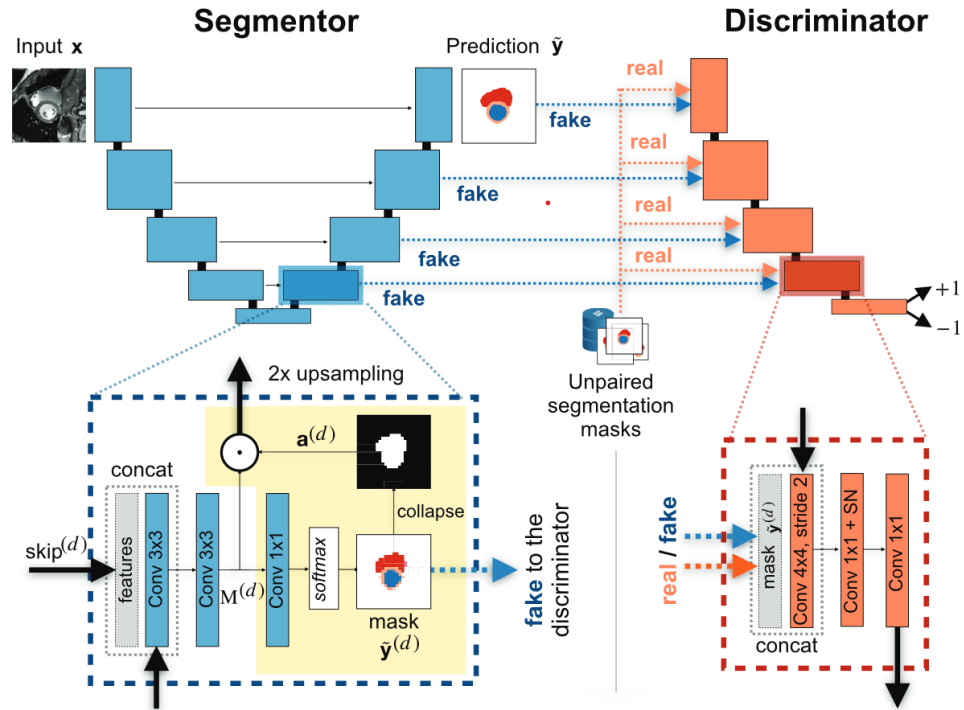 Segmentor
Discriminator
Input x
Prediction ỹ
real
fake
real
fake
real
fake
real
fake
+1
−1
Unpaired
segmentation
masks
2x upsampling
a^(d)
concat
collapse
skip^(d)
features
Conv 3x3
Conv 3x3
M^(d)
Conv 1x1
softmax
mask
ỹ^(d)
fake to the
discriminator
real / fake
mask ỹ^(d)
Conv 4x4, stride 2
Conv 1x1 + SN
Conv 1x1
concat